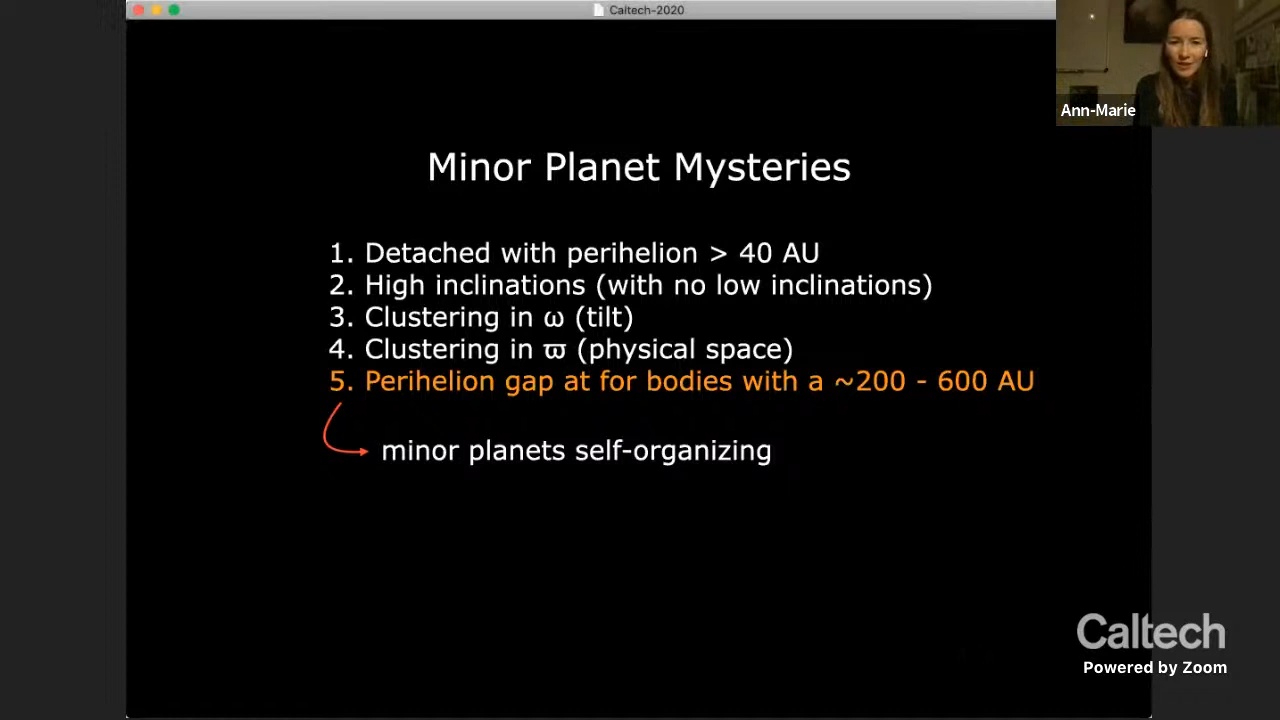 Caltech-2020
Ann-Marie
Minor Planet Mysteries
1. Detached with perihelion > 40 AU
2. High inclinations (with no low inclinations)
3. Clustering in ω (tilt)
4. Clustering in ϖ (physical space)
5. Perihelion gap at for bodies with a ~200 - 600 AU
minor planets self-organizing
Caltech
Powered by Zoom